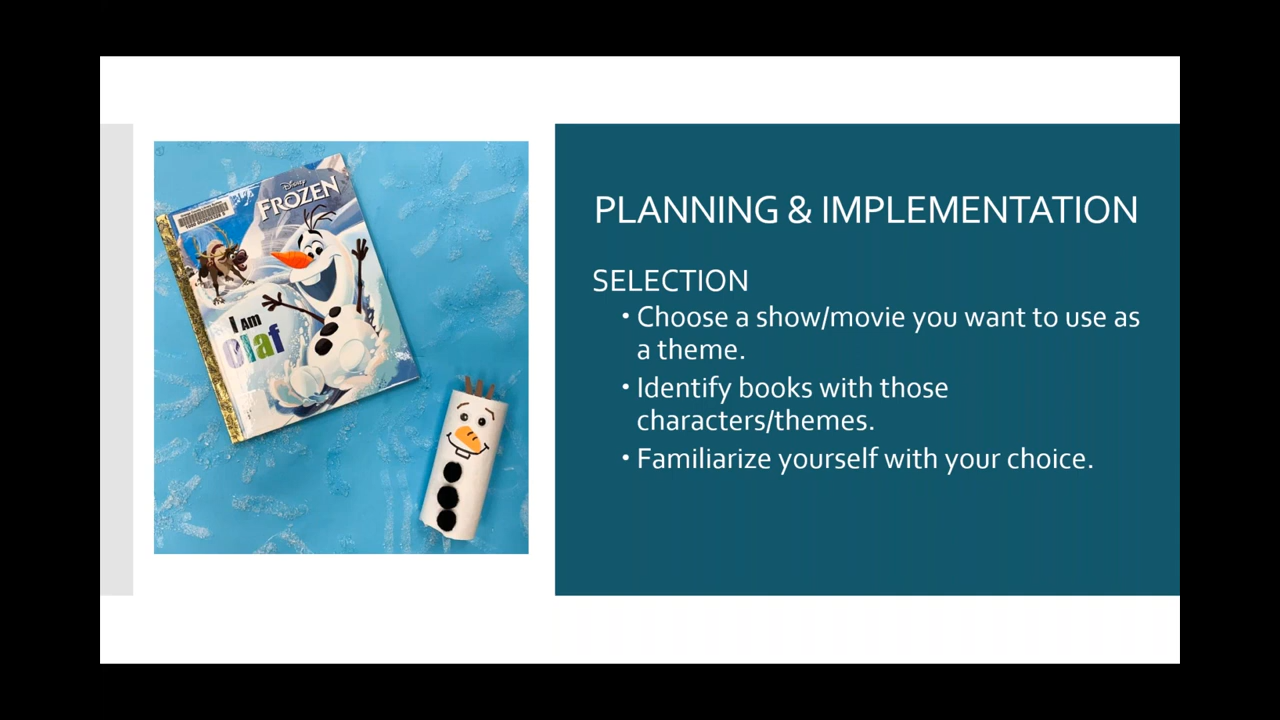 Disney
FROZEN
I AM
Olaf
PLANNING & IMPLEMENTATION
SELECTION
• Choose a show/movie you want to use as
a theme.
• Identify books with those
characters/themes.
• Familiarize yourself with your choice.